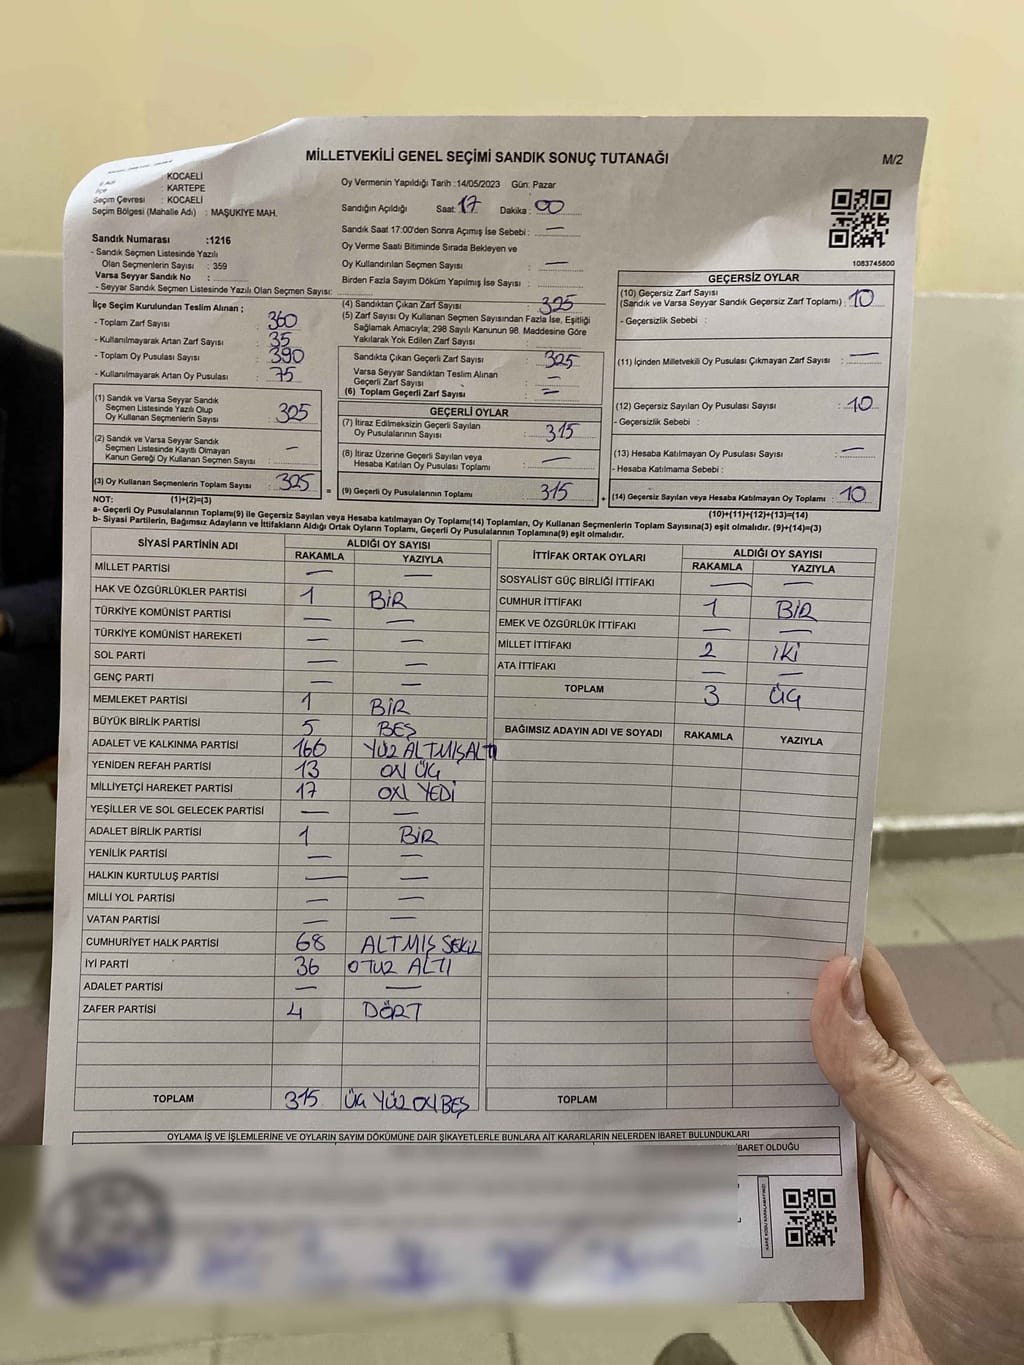 MİLLETVEKİLİ GENEL SEÇİMİ SANDIK SONUÇ TUTANAĞI
M/2
İl Adı : KOCAELİ
İlçe : KARTEPE
Seçim Çevresi : KOCAELİ
Seçim Bölgesi (Mahalle Adı) : MAŞUKIYE MAH.
Oy Vermenin Yapıldığı Tarih :14/05/2023 Gün: Pazar
Sandığın Açıldığı Saat: 17 Dakika : 00
Sandık Saat 17:00'den Sonra Açımış İse Sebebi : —
Oy Verme Saati Bitiminde Sırada Bekleyen ve
Oy Kullandırılan Seçmen Sayısı : —
Birden Fazla Sayım Döküm Yapılmış İse Sayısı :
1083745800
Sandık Numarası :1216
- Sandık Seçmen Listesinde Yazılı
Olan Seçmenlerin Sayısı : 359
Varsa Seyyar Sandık No :
- Seyyar Sandık Seçmen Listesinde Yazılı Olan Seçmen Sayısı:
İlçe Seçim Kurulundan Teslim Alınan ;
- Toplam Zarf Sayısı : 360
- Kullanılmayarak Artan Zarf Sayısı : 35
- Toplam Oy Pusulası Sayısı : 390
- Kullanılmayarak Artan Oy Pusulası : 75
(1) Sandık ve Varsa Seyyar Sandık
Seçmen Listesinde Yazılı Olup
Oy Kullanan Seçmenlerin Sayısı : 325
(2) Sandık ve Varsa Seyyar Sandık
Seçmen Listesinde Kayıtlı Olmayan
Kanun Gereği Oy Kullanan Seçmen Sayısı : —
(3) Oy Kullanan Seçmenlerin Toplam Sayısı : 325
(4) Sandıktan Çıkan Zarf Sayısı : 325
(5) Zarf Sayısı Oy Kullanan Seçmen Sayısından Fazla İse, Eşitliği
Sağlamak Amacıyla; 298 Sayılı Kanunun 98. Maddesine Göre
Yakılarak Yok Edilen Zarf Sayısı :
Sandıkta Çıkan Geçerli Zarf Sayısı : 325
Varsa Seyyar Sandıktan Teslim Alınan
Geçerli Zarf Sayısı : —
(6) Toplam Geçerli Zarf Sayısı :
GEÇERLİ OYLAR
(7) İtiraz Edilmeksizin Geçerli Sayılan
Oy Pusulalarının Sayısı : 315
(8) İtiraz Üzerine Geçerli Sayılan veya
Hesaba Katılan Oy Pusulası Toplamı : —
(9) Geçerli Oy Pusulalarının Toplamı : 315
GEÇERSİZ OYLAR
(10) Geçersiz Zarf Sayısı
(Sandık ve Varsa Seyyar Sandık Geçersiz Zarf Toplamı) : 10
- Geçersizlik Sebebi :
(11) İçinden Milletvekili Oy Pusulası Çıkmayan Zarf Sayısı : —
(12) Geçersiz Sayılan Oy Pusulası Sayısı : 10
- Geçersizlik Sebebi :
(13) Hesaba Katılmayan Oy Pusulası Sayısı : —
- Hesaba Katılmama Sebebi :
(14) Geçersiz Sayılan veya Hesaba Katılmayan Oy Toplamı : 10
NOT: (1)+(2)=(3)
(10)+(11)+(12)+(13)=(14)
a- Geçerli Oy Pusulalarının Toplamı(9) ile Geçersiz Sayılan veya Hesaba katılmayan Oy Toplamı(14) Toplamları, Oy Kullanan Seçmenlerin Toplam Sayısına(3) eşit olmalıdır. (9)+(14)=(3)
b- Siyasi Partilerin, Bağımsız Adayların ve İttifakların Aldığı Ortak Oyların Toplamı, Geçerli Oy Pusulalarının Toplamına(9) eşit olmalıdır.
SİYASİ PARTİNİN ADI ALDIĞI OY SAYISI
RAKAMLA YAZIYLA
MİLLET PARTİSİ — —
HAK VE ÖZGÜRLÜKLER PARTİSİ 1 BİR
TÜRKİYE KOMÜNİST PARTİSİ — —
TÜRKİYE KOMÜNİST HAREKETİ — —
SOL PARTİ — —
GENÇ PARTİ — —
MEMLEKET PARTİSİ 1 BİR
BÜYÜK BİRLİK PARTİSİ 5 BEŞ
ADALET VE KALKINMA PARTİSİ 166 YÜZ ALTMIŞALTI
YENİDEN REFAH PARTİSİ 13 ON ÜÇ
MİLLİYETÇİ HAREKET PARTİSİ 17 ON YEDİ
YEŞİLLER VE SOL GELECEK PARTİSİ — —
ADALET BİRLİK PARTİSİ 1 BİR
YENİLİK PARTİSİ — —
HALKIN KURTULUŞ PARTİSİ — —
MİLLİ YOL PARTİSİ — —
VATAN PARTİSİ — —
CUMHURİYET HALK PARTİSİ 68 ALTMIŞ SEKİZ
İYİ PARTİ 36 OTUZ ALTI
ADALET PARTİSİ — —
ZAFER PARTİSİ 4 DÖRT
TOPLAM 315 ÜÇ YÜZ ON BEŞ
İTTİFAK ORTAK OYLARI ALDIĞI OY SAYISI
RAKAMLA YAZIYLA
SOSYALİST GÜÇ BİRLİĞİ İTTİFAKI — —
CUMHUR İTTİFAKI 1 BİR
EMEK VE ÖZGÜRLÜK İTTİFAKI — —
MİLLET İTTİFAKI 2 İKİ
ATA İTTİFAKI — —
TOPLAM 3 ÜÇ
BAĞIMSIZ ADAYIN ADI VE SOYADI RAKAMLA YAZIYLA
TOPLAM
OYLAMA İŞ VE İŞLEMLERİNE VE OYLARIN SAYIM DÖKÜMÜNE DAİR ŞİKAYETLERLE BUNLARA AİT KARARLARIN NELERDEN İBARET BULUNDUKLARI
İBARET OLDUĞU